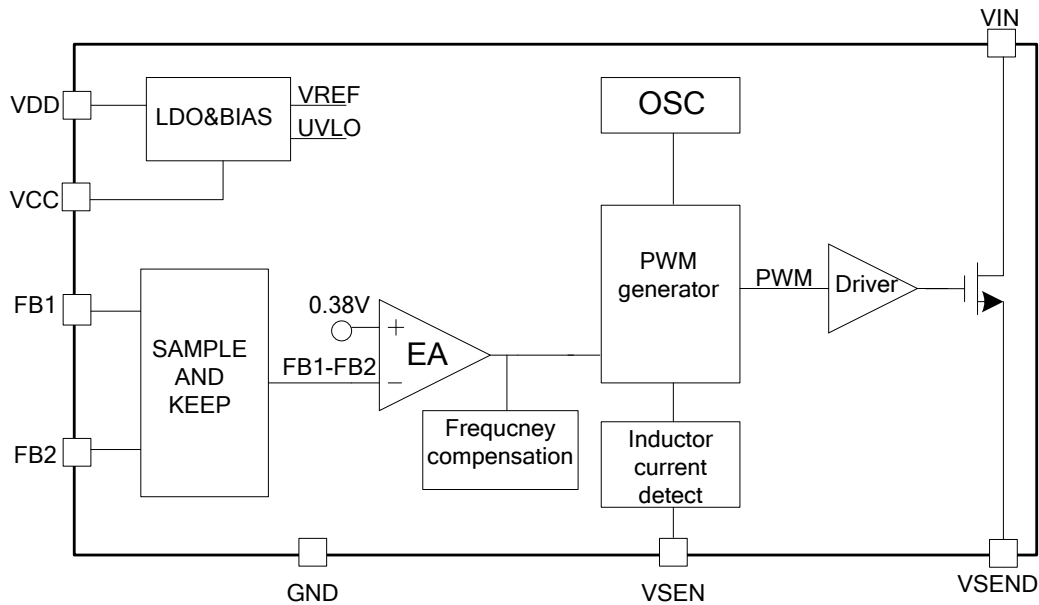 VIN
VDD
LDO&BIAS
VREF
UVLO
OSC
VCC
PWM
generator
PWM
Driver
FB1
0.38V
+
EA
SAMPLE
AND
KEEP
FB1-FB2
−
Frequcney
compensation
Inductor
current
detect
FB2
GND
VSEN
VSEND